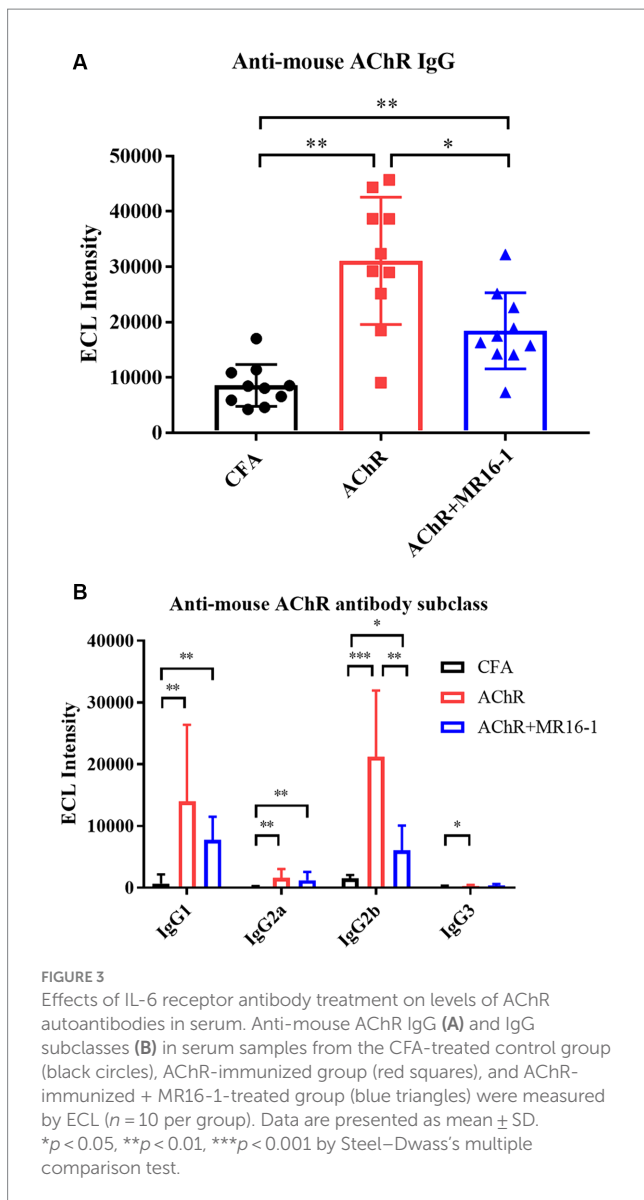 A
Anti-mouse AChR IgG
**
**
*
50000
40000
30000
20000
10000
0
ECL Intensity
CFA
AChR
AChR+MR16-1
B
Anti-mouse AChR antibody subclass
40000
30000
20000
10000
0
ECL Intensity
**
**
**
**
*
***
**
*
CFA
AChR
AChR+MR16-1
IgG1
IgG2a
IgG2b
IgG3
FIGURE 3
Effects of IL-6 receptor antibody treatment on levels of AChR
autoantibodies in serum. Anti-mouse AChR IgG (A) and IgG
subclasses (B) in serum samples from the CFA-treated control group
(black circles), AChR-immunized group (red squares), and AChR-
immunized + MR16-1-treated group (blue triangles) were measured
by ECL (n = 10 per group). Data are presented as mean ± SD.
*p < 0.05, **p < 0.01, ***p < 0.001 by Steel–Dwass's multiple
comparison test.